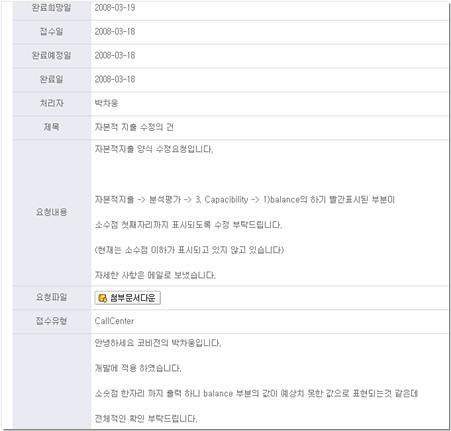 완료희망일 2008-03-19
접수일 2008-03-18
완료예정일 2008-03-18
완료일 2008-03-18
처리자 박차웅
제목 자본적 지출 수정의 건
자본적지출 양식 수정요청입니다.
자본적지출 -> 분석평가 -> 3, Capacibility -> 1)balance의 하기 빨간표시된 부분이
요청내용 소수점 첫째자리까지 표시되도록 수정 부탁드립니다.
(현재는 소수점 이하가 표시되고 있지 않고 있습니다)
자세한 사항은 메일로 보냈습니다.
요청파일 첨부문서다운
접수유형 CallCenter
안녕하세요 코비젼의 박차웅입니다.
개발에 적용 하였습니다.
소숫점 한자리 까지 출력 하니 balance 부분의 값이 예상치 못한 값으로 표현되는것 같은데
전체적인 확인 부탁드립니다.